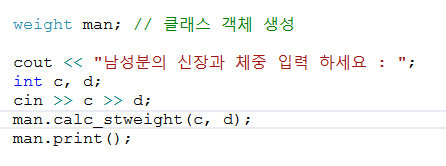 weight man; // 클래스 객체 생성
cout << "남성분의 신장과 체중 입력 하세요 : ";
int c, d;
cin >> c >> d;
man.calc_stweight(c, d);
man.print();